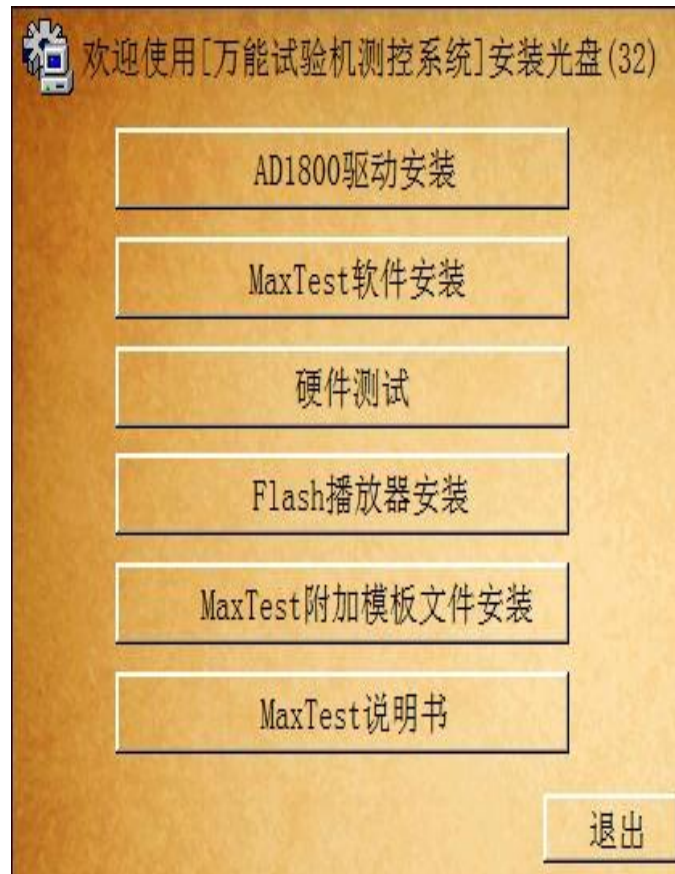 欢迎使用[万能试验机测控系统]安装光盘(32)
AD1800驱动安装
MaxTest软件安装
硬件测试
Flash播放器安装
MaxTest附加模板文件安装
MaxTest说明书
退出